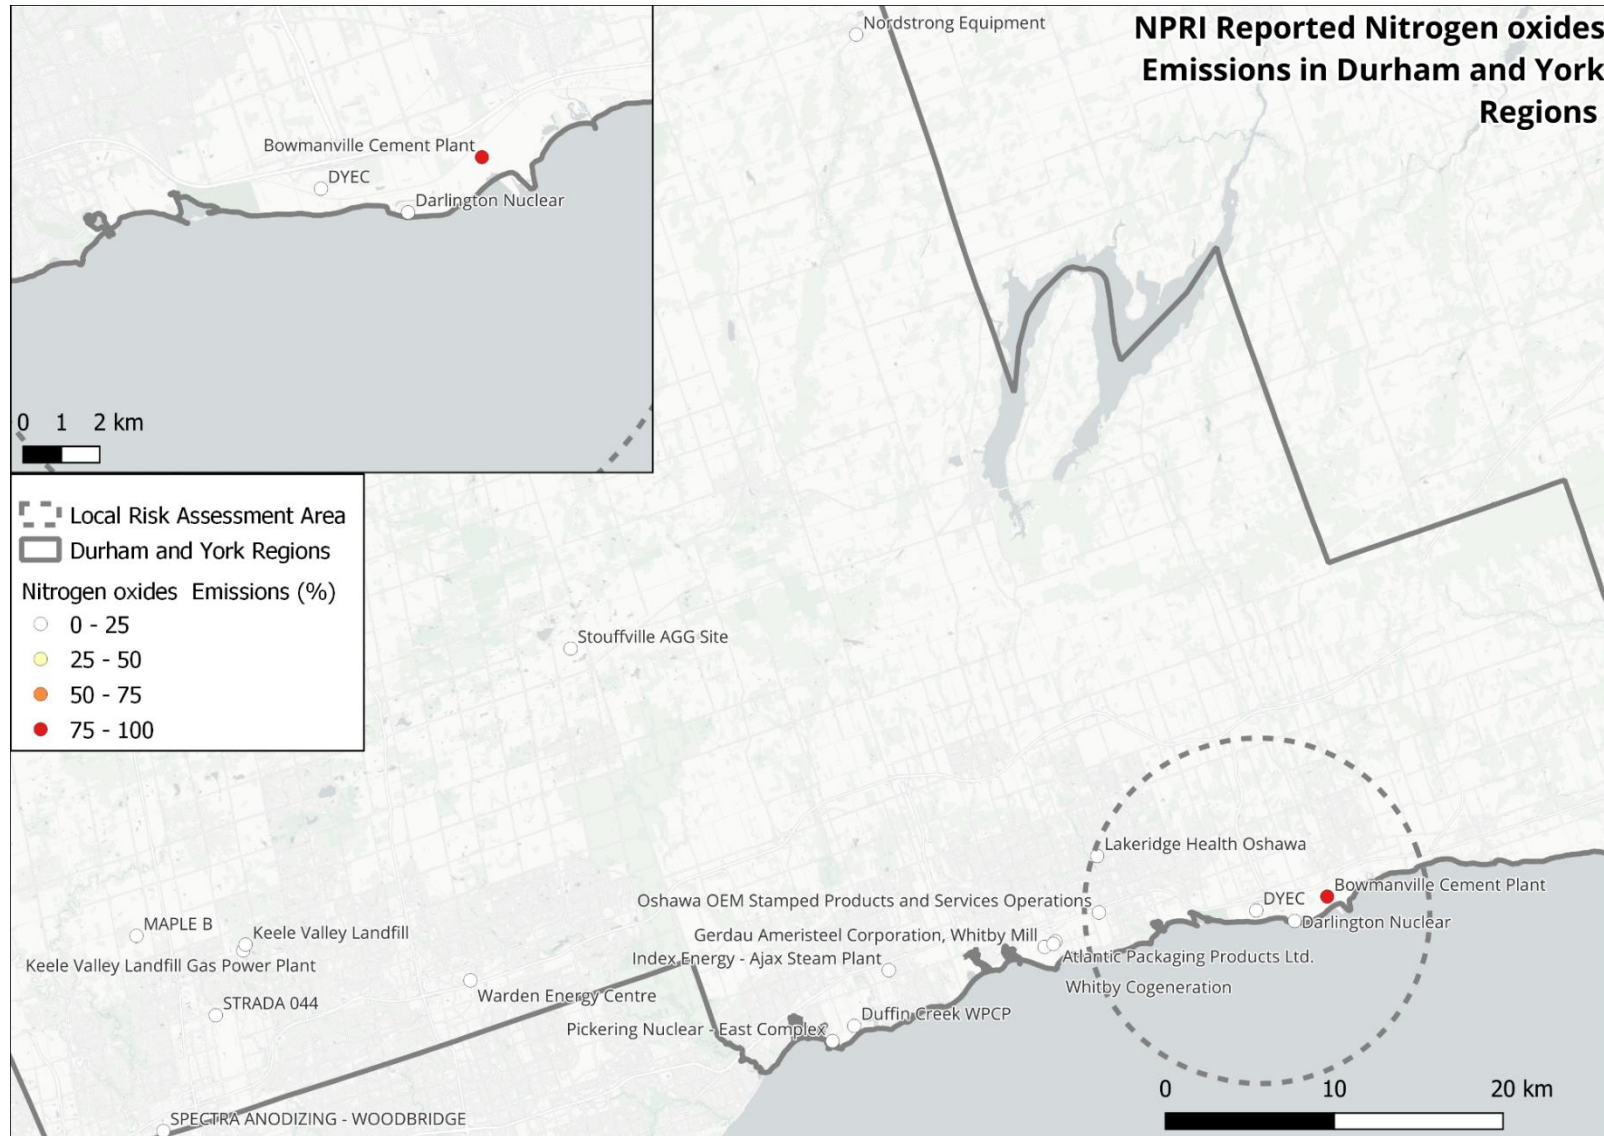 Nordstrong Equipment
NPRI Reported Nitrogen oxides
Emissions in Durham and York
Regions
Bowmanville Cement Plant
DYEC
Darlington Nuclear
0 1 2 km
Local Risk Assessment Area
Durham and York Regions
Nitrogen oxides Emissions (%)
0 - 25
25 - 50
50 - 75
75 - 100
Stouffville AGG Site
Lakeridge Health Oshawa
Bowmanville Cement Plant
DYEC
Oshawa OEM Stamped Products and Services Operations
Darlington Nuclear
MAPLE B
Keele Valley Landfill
Gerdau Ameristeel Corporation, Whitby Mill
Index Energy - Ajax Steam Plant
Atlantic Packaging Products Ltd.
Keele Valley Landfill Gas Power Plant
Whitby Cogeneration
Warden Energy Centre
STRADA 044
Duffin Creek WPCP
Pickering Nuclear - East Complex
0 10 20 km
SPECTRA ANODIZING - WOODBRIDGE